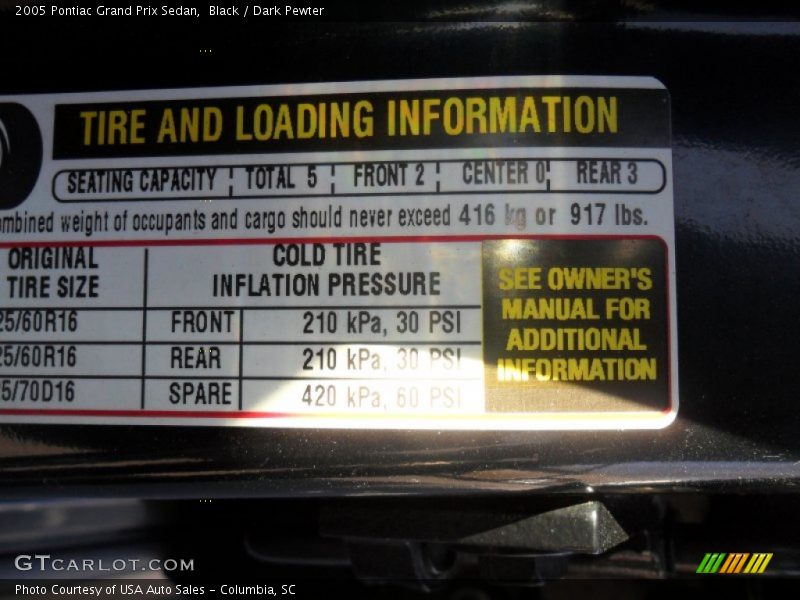 2005 Pontiac Grand Prix Sedan, Black / Dark Pewter
TIRE AND LOADING INFORMATION
SEATING CAPACITY TOTAL 5 FRONT 2 CENTER 0 REAR 3
ombined weight of occupants and cargo should never exceed 416 kg or 917 lbs.
ORIGINAL TIRE SIZE
COLD TIRE INFLATION PRESSURE
25/60R16 FRONT 210 kPa, 30 PSI
25/60R16 REAR 210 kPa, 30 PSI
5/70D16 SPARE 420 kPa, 60 PSI
SEE OWNER'S
MANUAL FOR
ADDITIONAL
INFORMATION
GTCARLOT.COM
Photo Courtesy of USA Auto Sales - Columbia, SC